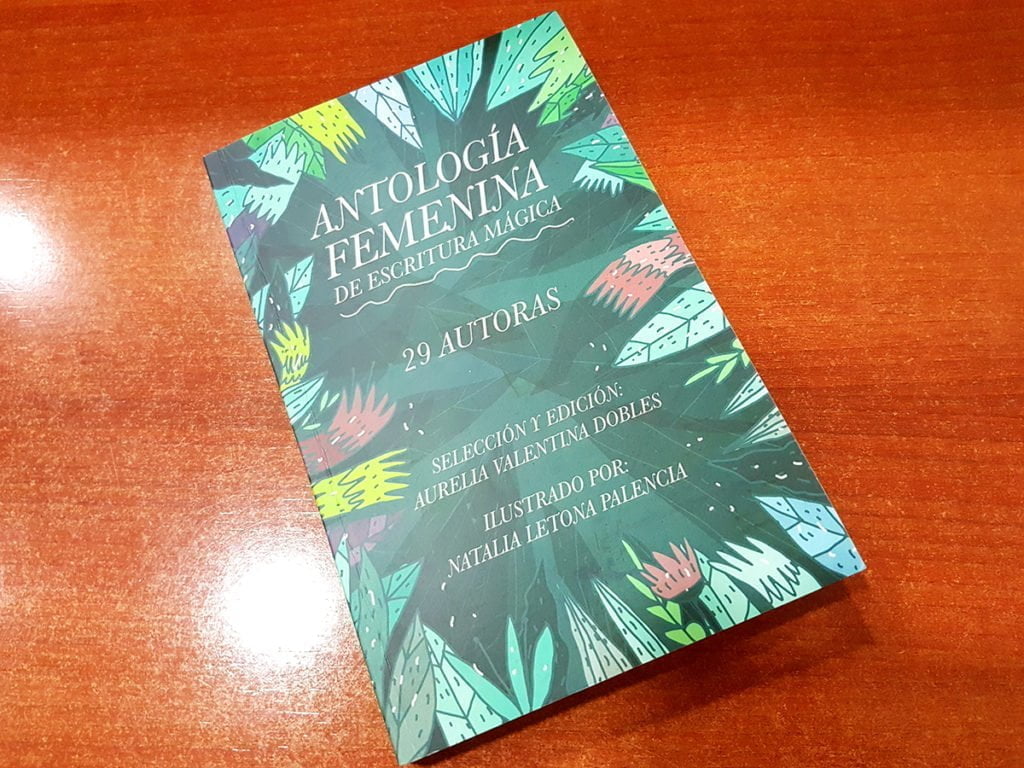 ANTOLOGÍA
FEMENINA
DE ESCRITURA MÁGICA
29 AUTORAS
SELECCIÓN Y EDICIÓN:
AURELIA VALENTINA DOBLES
ILUSTRADO POR:
NATALIA LETONA PALENCIA